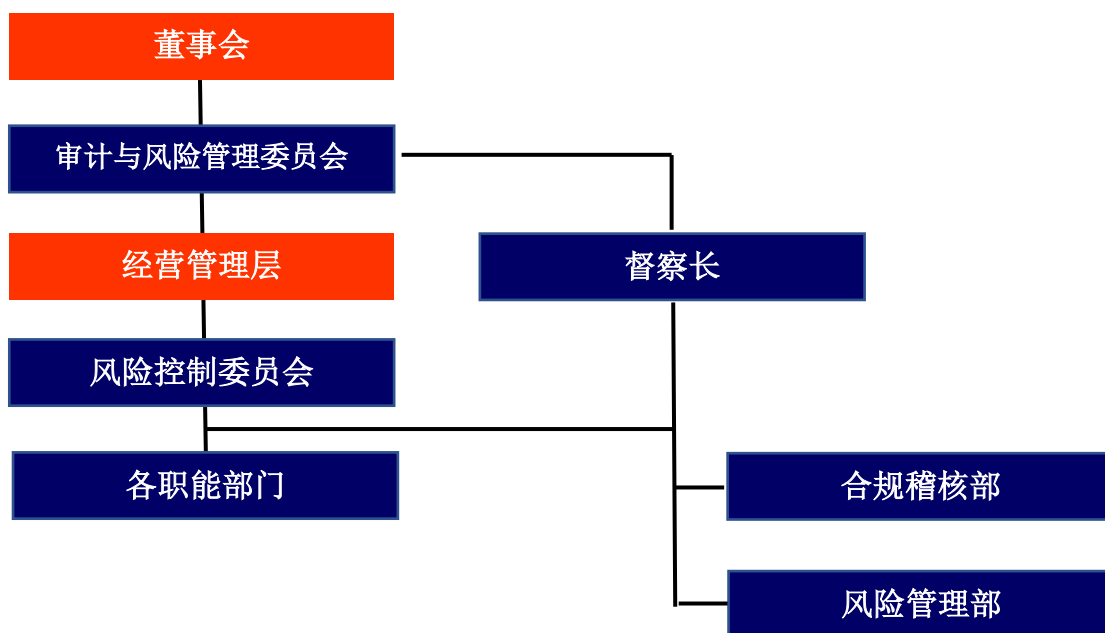 董事会
审计与风险管理委员会
经营管理层
督察长
风险控制委员会
各职能部门
合规稽核部
风险管理部